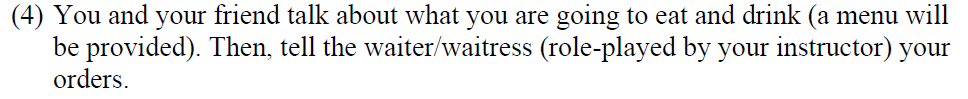 (4) You and your friend talk about what you are going to eat and drink (a menu will
be provided). Then, tell the waiter/waitress (role-played by your instructor) your
orders.